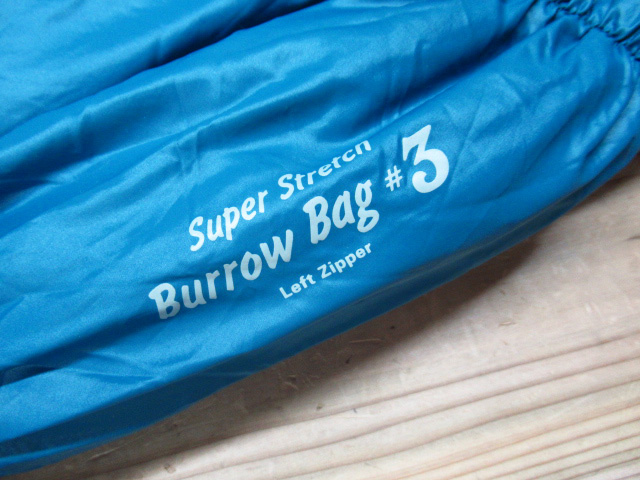 Super Stretch
Burrow Bag #3
Left Zipper